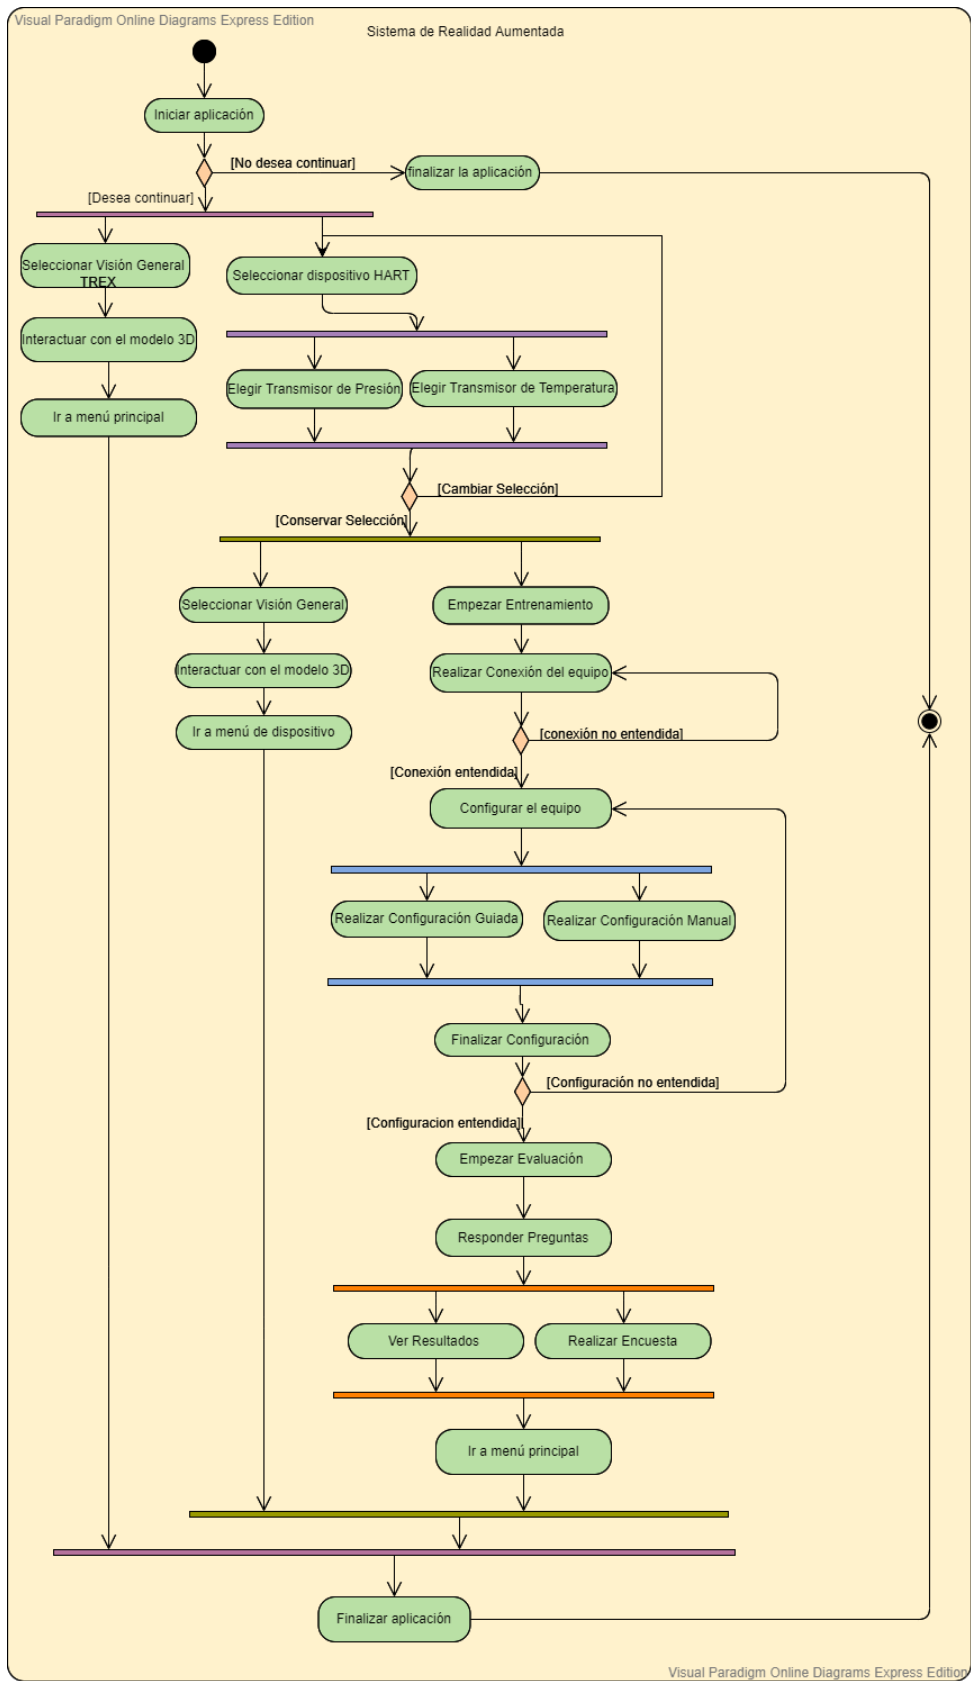 Visual Paradigm Online Diagrams Express Edition
Sistema de Realidad Aumentada
Iniciar aplicación
[No desea continuar]
finalizar la aplicación
[Desea continuar]
Seleccionar Visión General
TREX
Seleccionar dispositivo HART
Interactuar con el modelo 3D
Elegir Transmisor de Presión
Elegir Transmisor de Temperatura
Ir a menú principal
[Cambiar Selección]
[Conservar Selección]
Seleccionar Visión General
Empezar Entrenamiento
Interactuar con el modelo 3D
Realizar Conexión del equipo
Ir a menú de dispositivo
[conexión no entendida]
[Conexión entendida]
Configurar el equipo
Realizar Configuración Guiada
Realizar Configuración Manual
Finalizar Configuración
[Configuración no entendida]
[Configuracion entendida]
Empezar Evaluación
Responder Preguntas
Ver Resultados
Realizar Encuesta
Ir a menú principal
Finalizar aplicación
Visual Paradigm Online Diagrams Express Edition